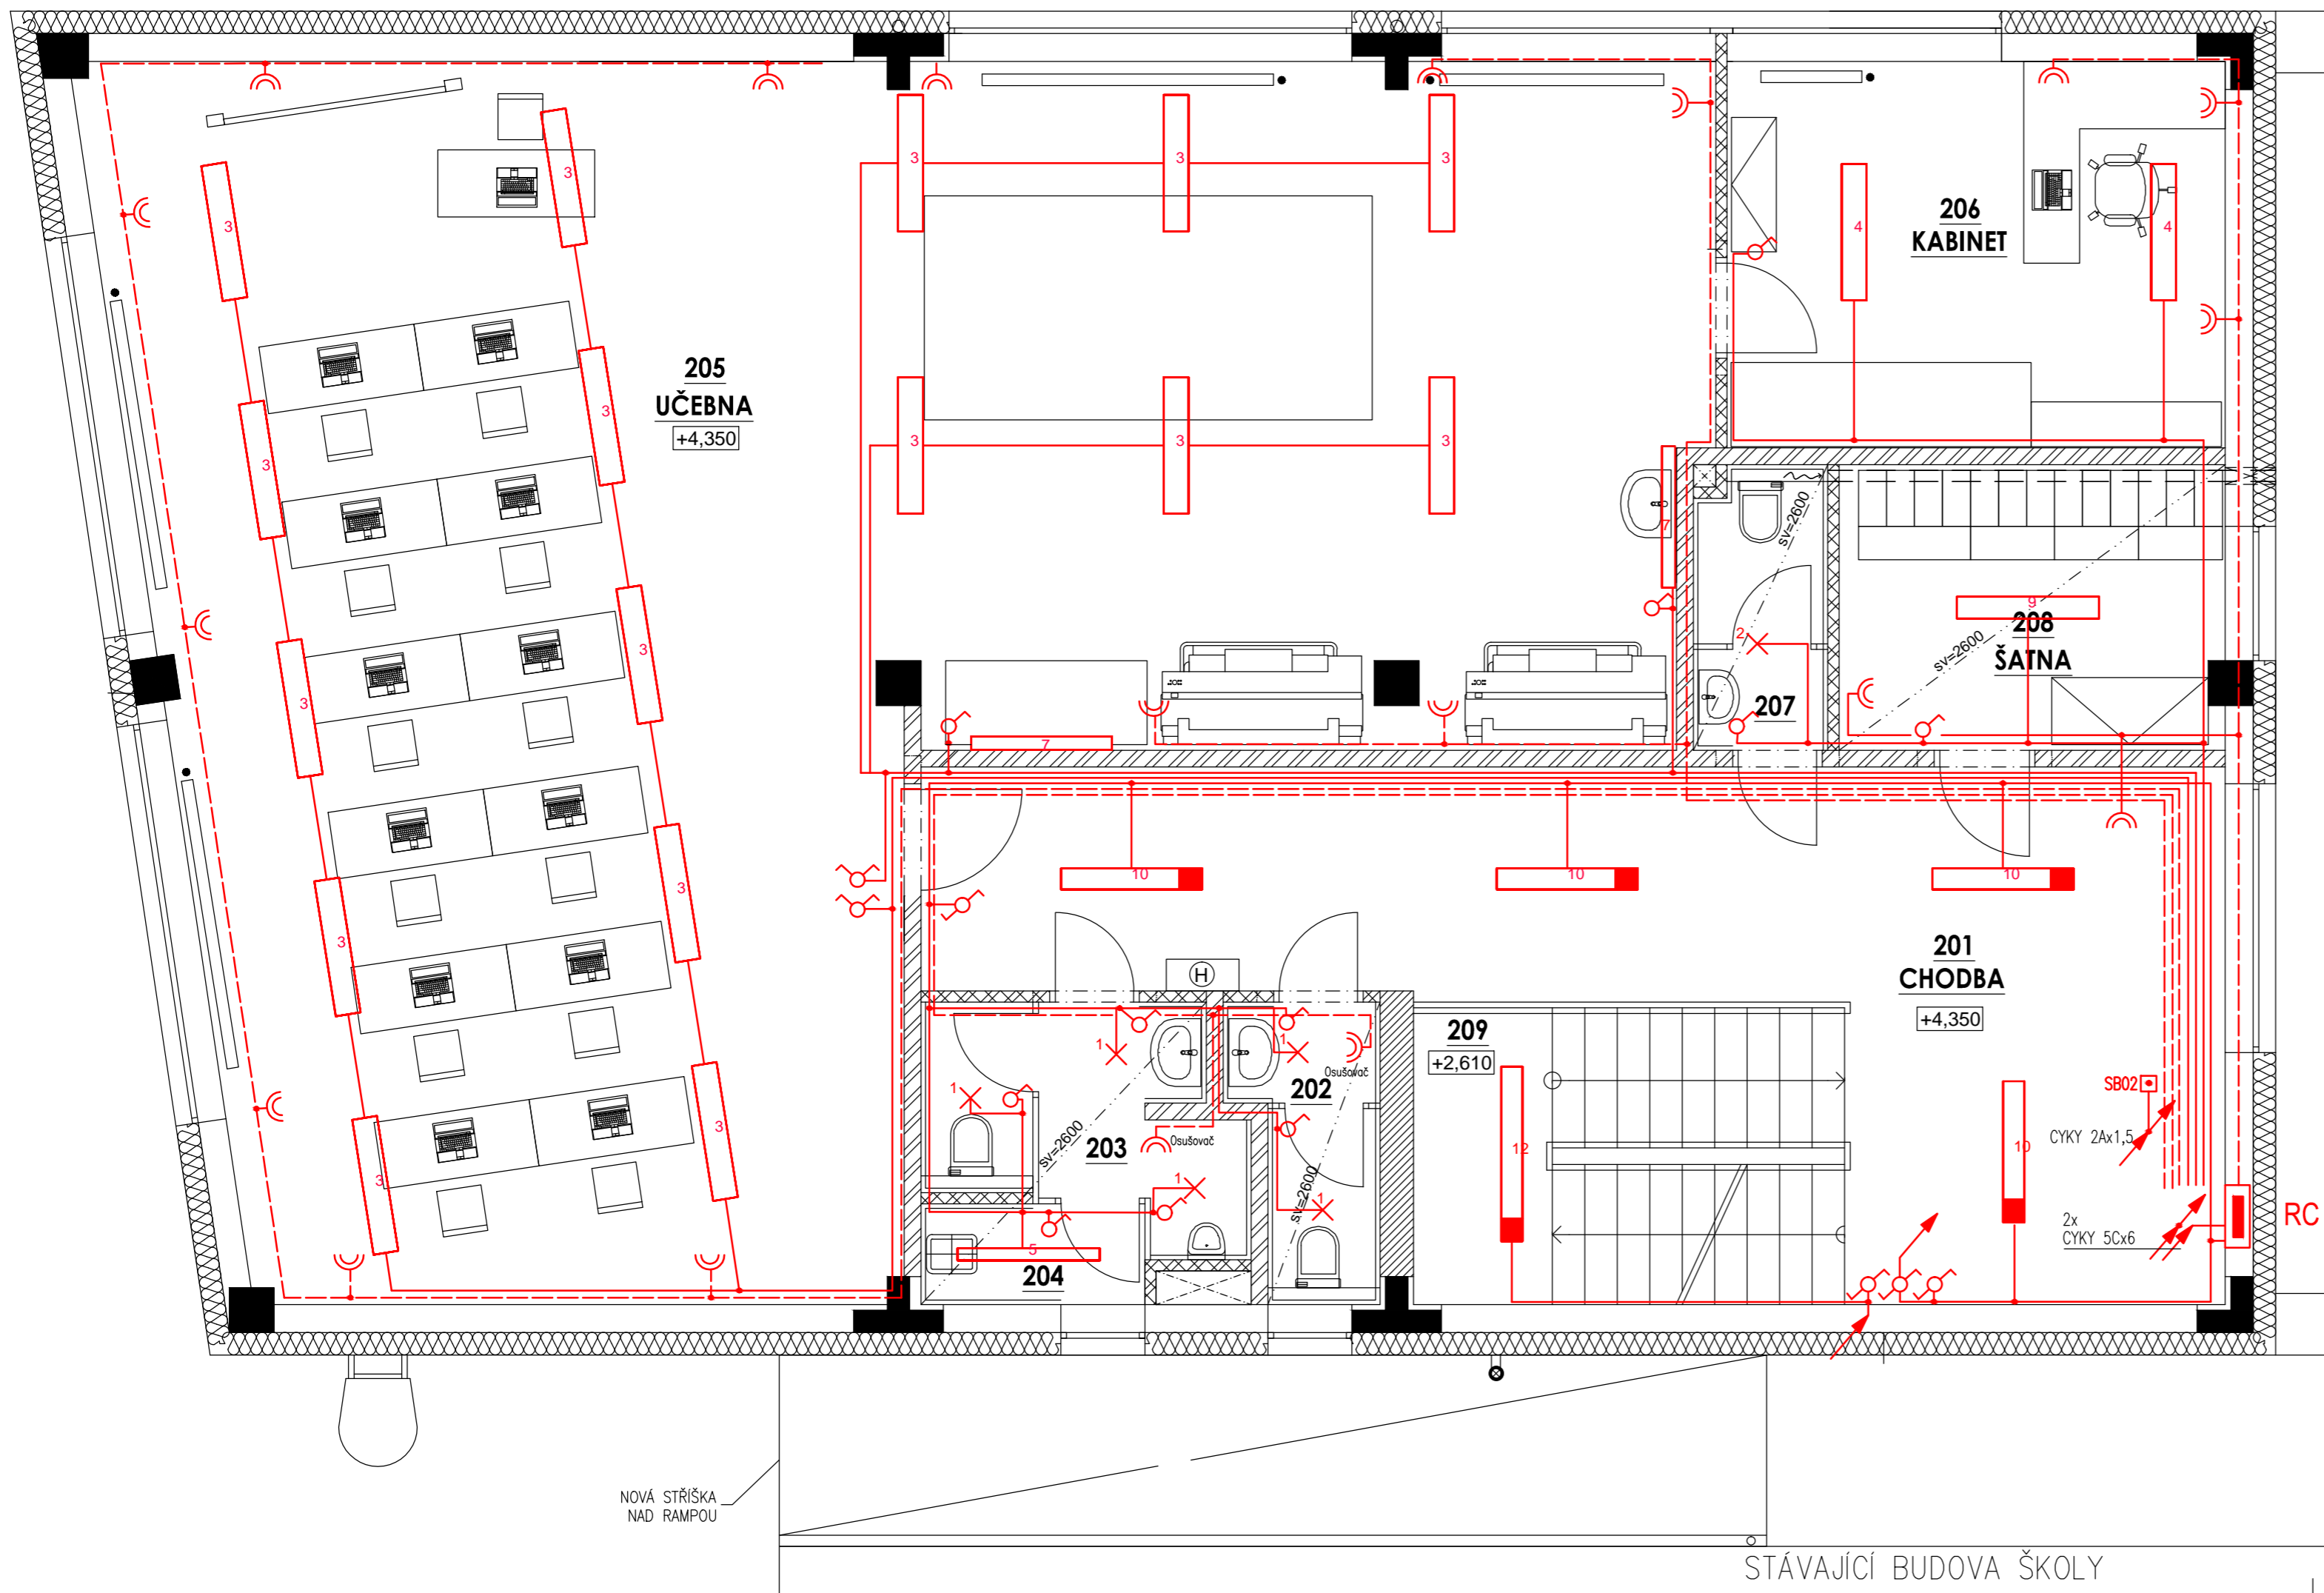 3
3
3
3
3
4
4
206
KABINET
3
205
UČEBNA
+4,350
3
3
3
3
3
7
sv=2600
9
208
ŠATNA
sv=2600
2
207
3
3
7
3
3
10
10
10
3
H
201
CHODBA
+4,350
209
+2,610
1
1
Osušovač
202
1
SB02
CYKY 2Ax1,5
sv=2600
203
Osušovač
12
10
3
3
1
1
sv=2600
2x
CYKY 5Cx6
RC
5
204
NOVÁ STŘÍŠKA
NAD RAMPOU
STÁVAJÍCÍ BUDOVA ŠKOLY